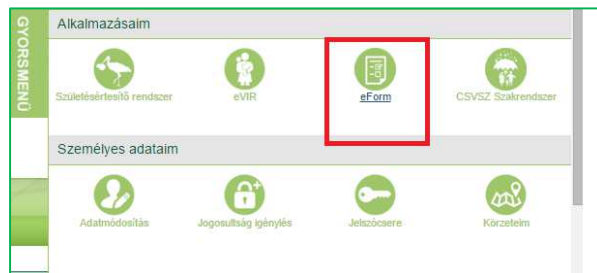 GYORSMENÜ
Alkalmazásaim
Születésértesítő rendszer
eVIR
eForm
CSVSZ Szakrendszer
Személyes adataim
Adatmódosítás
Jogosultság igénylés
Jelszócsere
Körzeteim